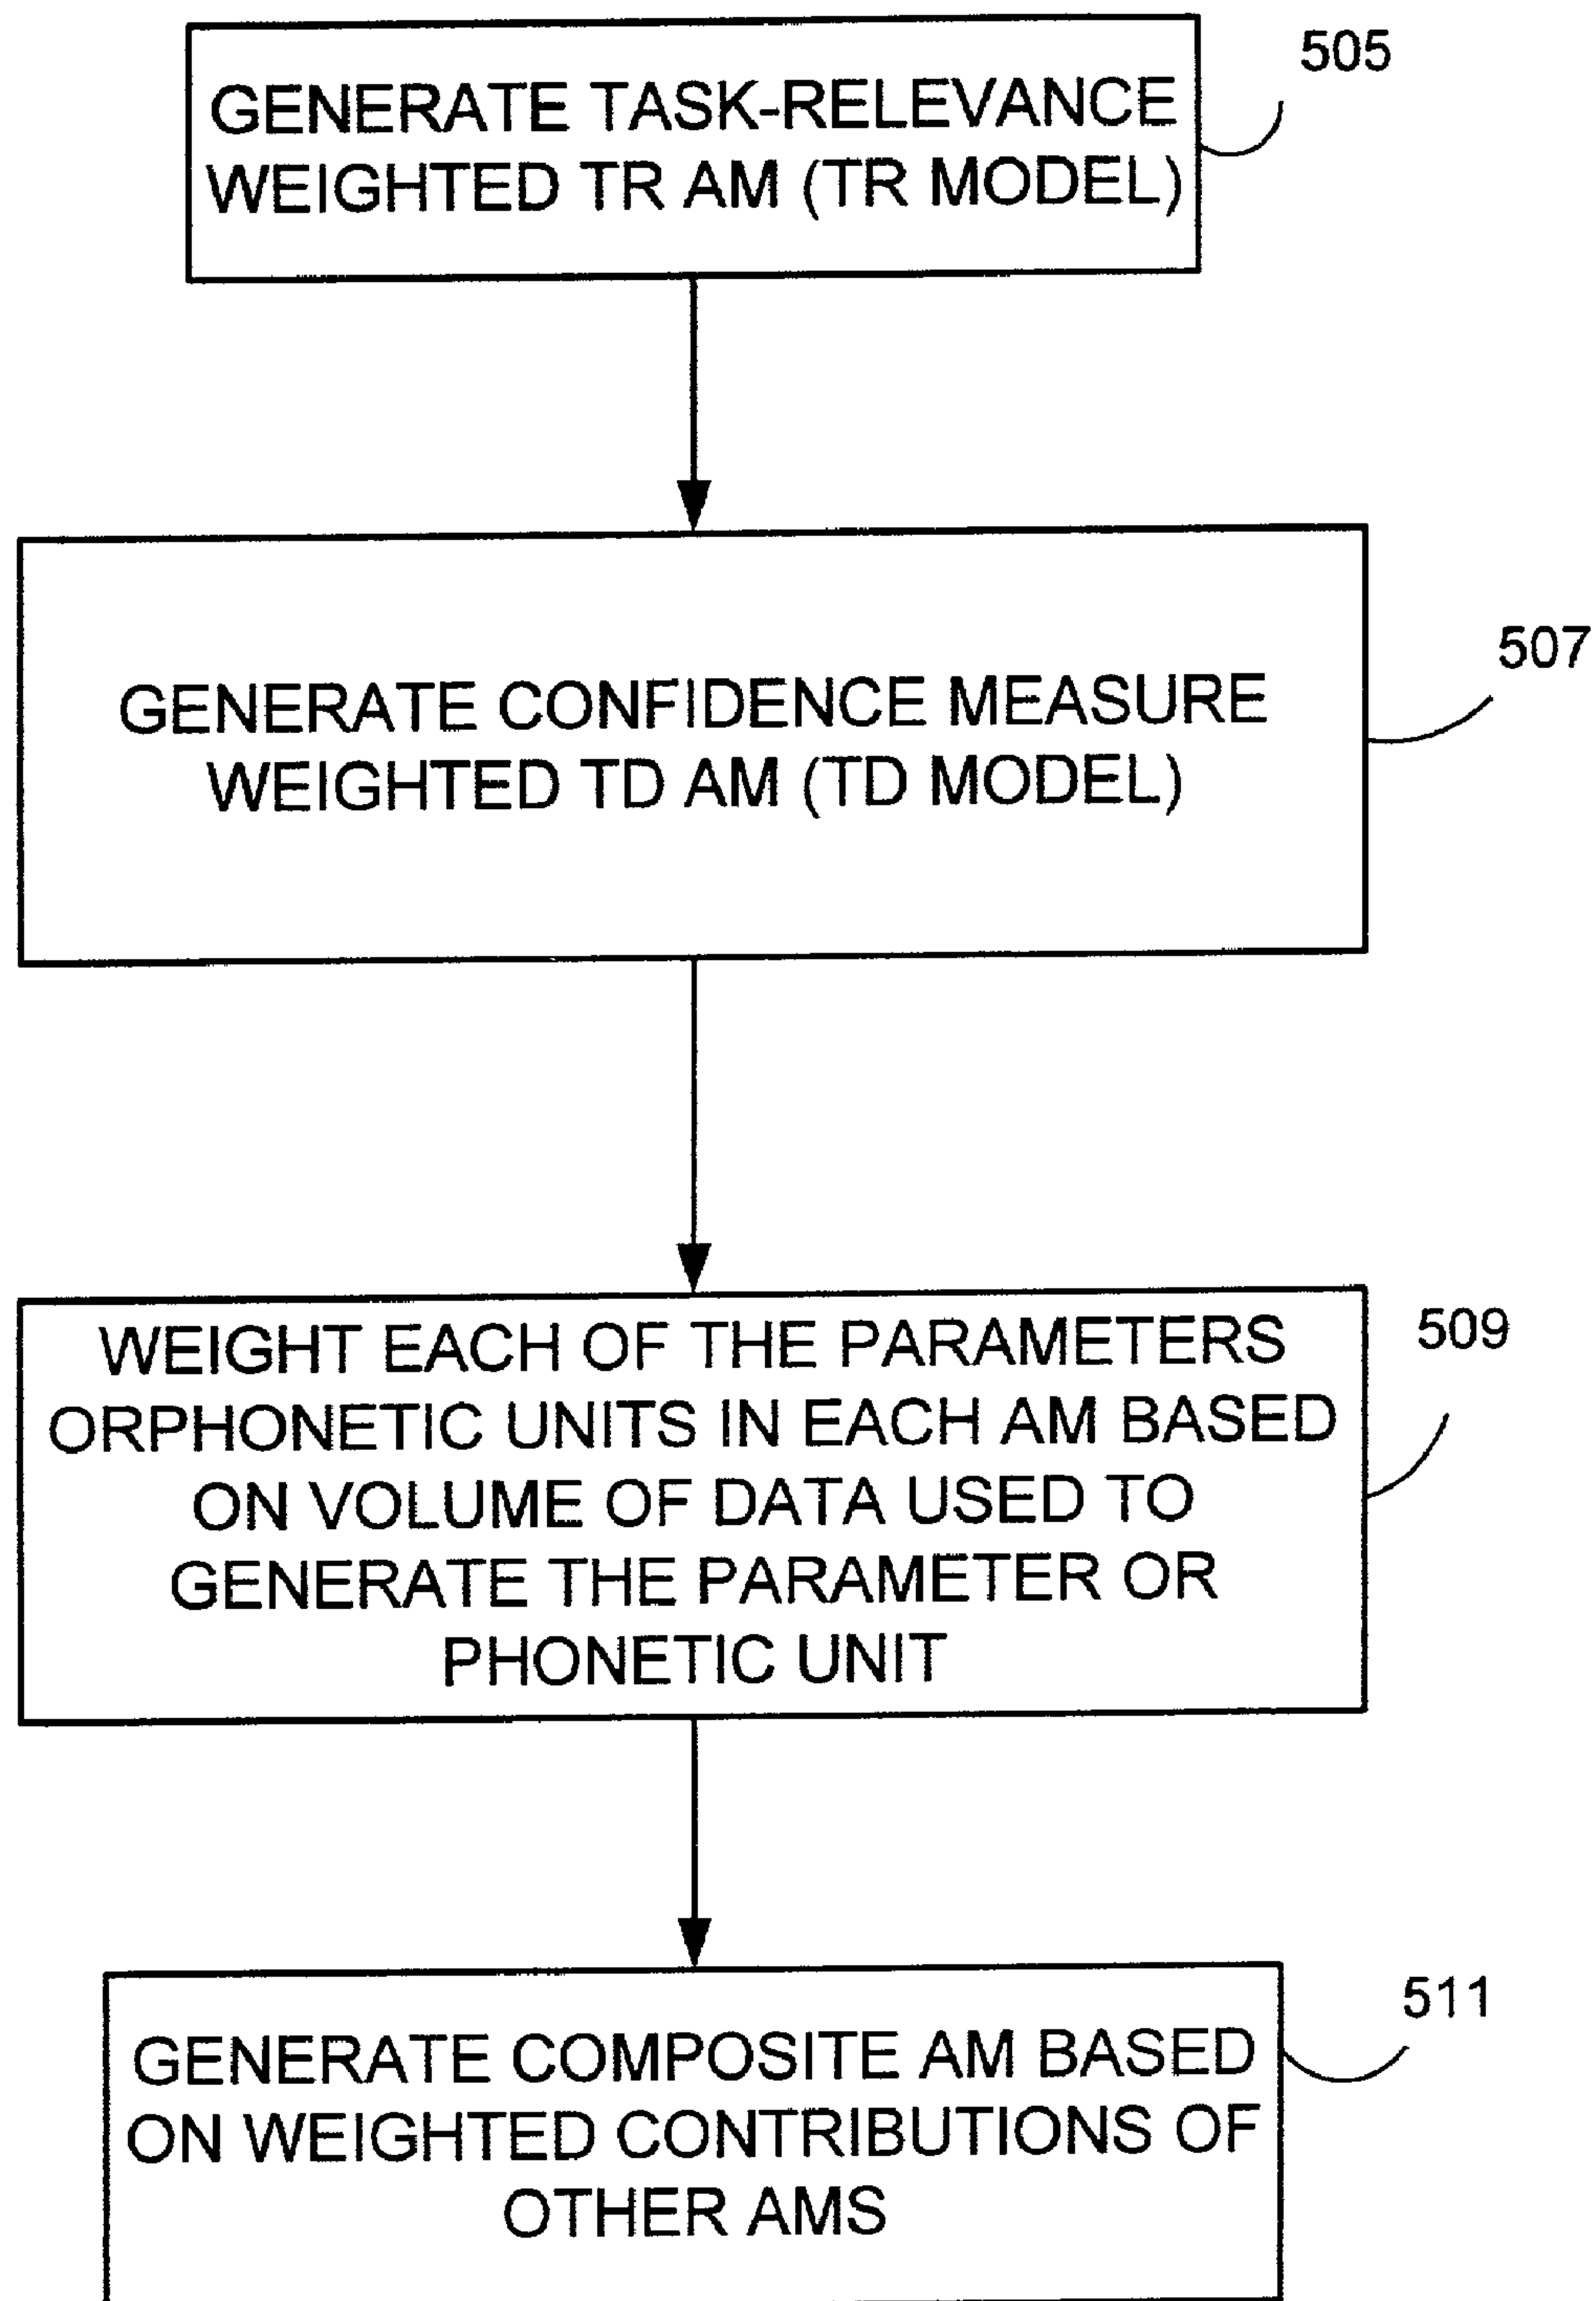 505
GENERATE TASK-RELEVANCE
WEIGHTED TR AM (TR MODEL)
507
GENERATE CONFIDENCE MEASURE
WEIGHTED TD AM (TD MODEL)
509
WEIGHT EACH OF THE PARAMETERS
ORPHONETIC UNITS IN EACH AM BASED
ON VOLUME OF DATA USED TO
GENERATE THE PARAMETER OR
PHONETIC UNIT
511
GENERATE COMPOSITE AM BASED
ON WEIGHTED CONTRIBUTIONS OF
OTHER AMS